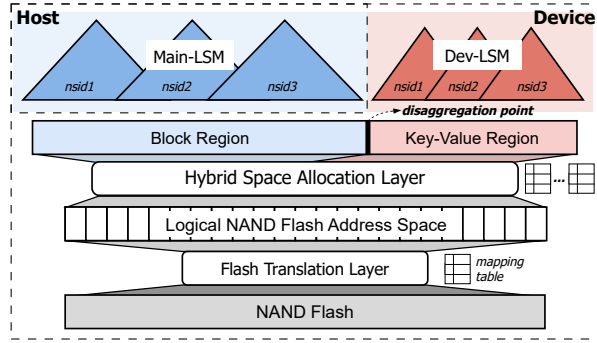 Host
Device
Main-LSM
Dev-LSM
nsid1
nsid2
nsid3
nsid1
nsid2
nsid3
disaggregation point
Block Region
Key-Value Region
Hybrid Space Allocation Layer
...
Logical NAND Flash Address Space
Flash Translation Layer
mapping
table
NAND Flash